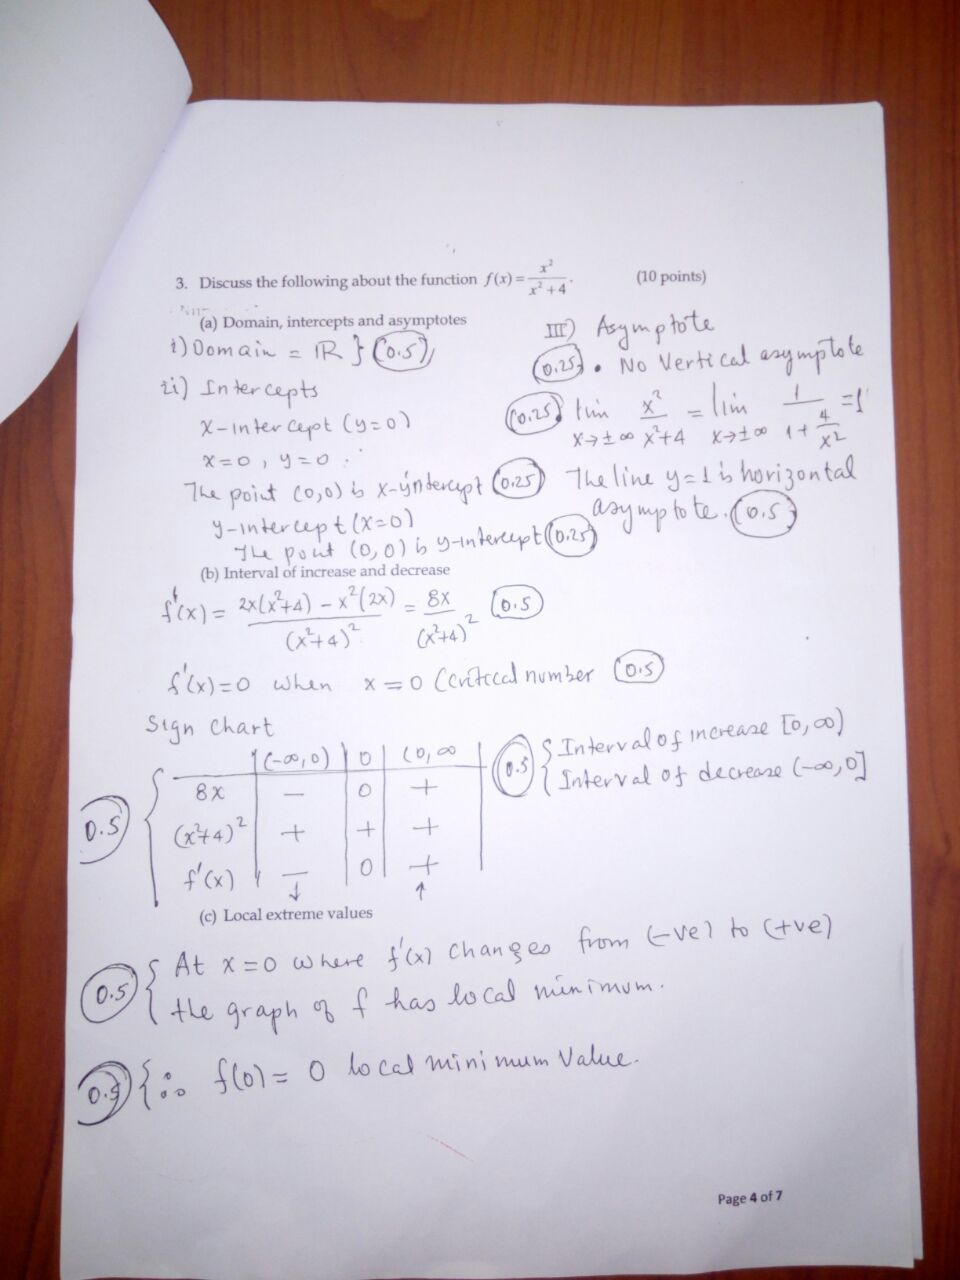 3. Discuss the following about the function f(x) = x²/(x² + 4). (10 points)
(a) Domain, intercepts and asymptotes
i) Domain = ℝ } (0.5)
ii) Intercepts
x-intercept (y=0)
x=0, y=0
The point (0,0) is x-intercept (0.25)
y-intercept (x=0)
The point (0,0) is y-intercept (0.25)
III) Asymptote
(0.25) • No Vertical asymptote
(0.25) lim x→±∞ x²/(x²+4) = lim x→±∞ 1/(1+4/x²) = 1
The line y=1 is horizontal
asymptote. (0.5)
(b) Interval of increase and decrease
f'(x) = (2x(x²+4) − x²(2x))/(x²+4)² = 8x/(x²+4)² (0.5)
f'(x)=0 when x=0 (critical number (0.5)
Sign Chart
(-∞,0) | 0 | (0,∞
8x | − | 0 | +
0.5 { (x²+4)² | + | + | +
f'(x) | − | 0 | +
↓ ↑
0.5 { Interval of increase [0,∞)
Interval of decrease (-∞,0]
(c) Local extreme values
0.5 { At x=0 where f'(x) changes from (-ve) to (+ve)
the graph of f has local minimum.
0.5 { ∴ f(0) = 0 local minimum Value.
Page 4 of 7